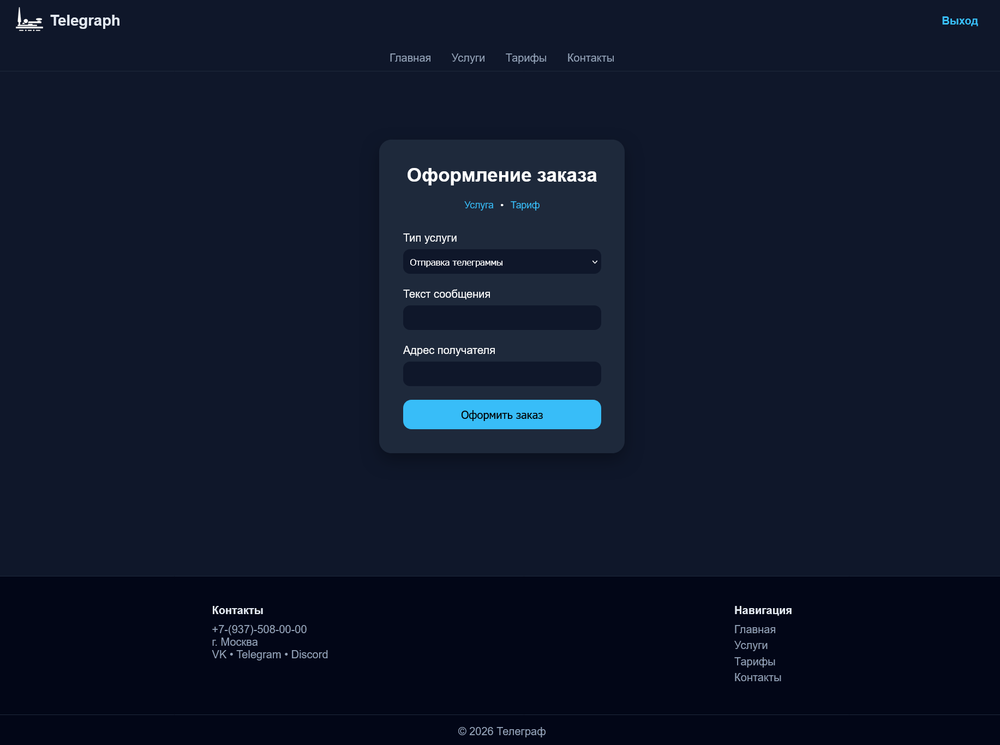 Telegraph
Выход
Главная Услуги Тарифы Контакты
Оформление заказа
Услуга • Тариф
Тип услуги
Отправка телеграммы
Текст сообщения
Адрес получателя
Оформить заказ
Контакты
+7-(937)-508-00-00
г. Москва
VK • Telegram • Discord
Навигация
Главная
Услуги
Тарифы
Контакты
© 2026 Телеграф